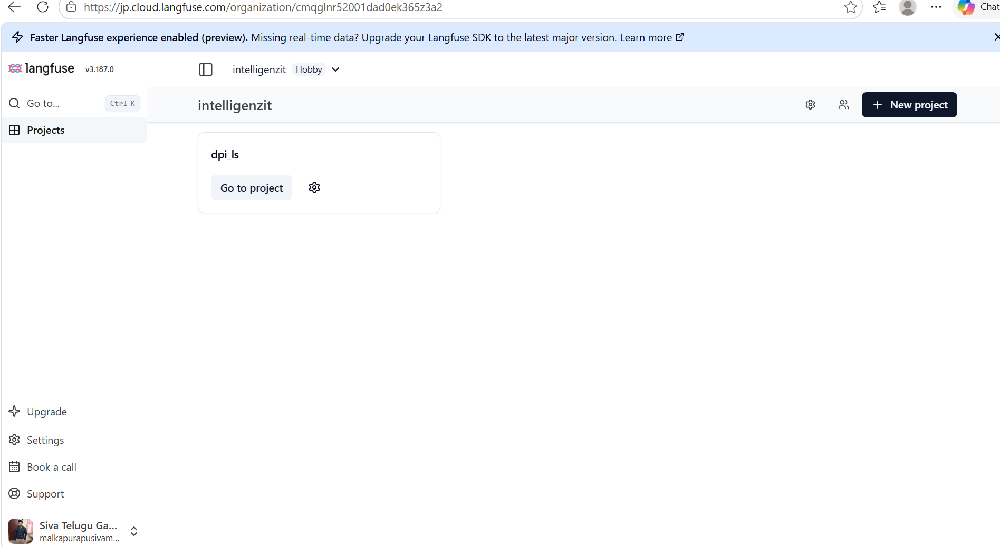 https://jp.cloud.langfuse.com/organization/cmqglnr52001dad0ek365z3a2
Chat
Faster Langfuse experience enabled (preview). Missing real-time data? Upgrade your Langfuse SDK to the latest major version. Learn more
langfuse v3.187.0
intelligenzit Hobby
Go to... Ctrl K
intelligenzit
New project
Projects
dpi_ls
Go to project
Upgrade
Settings
Book a call
Support
Siva Telugu Ga...
malkapurapusivam...